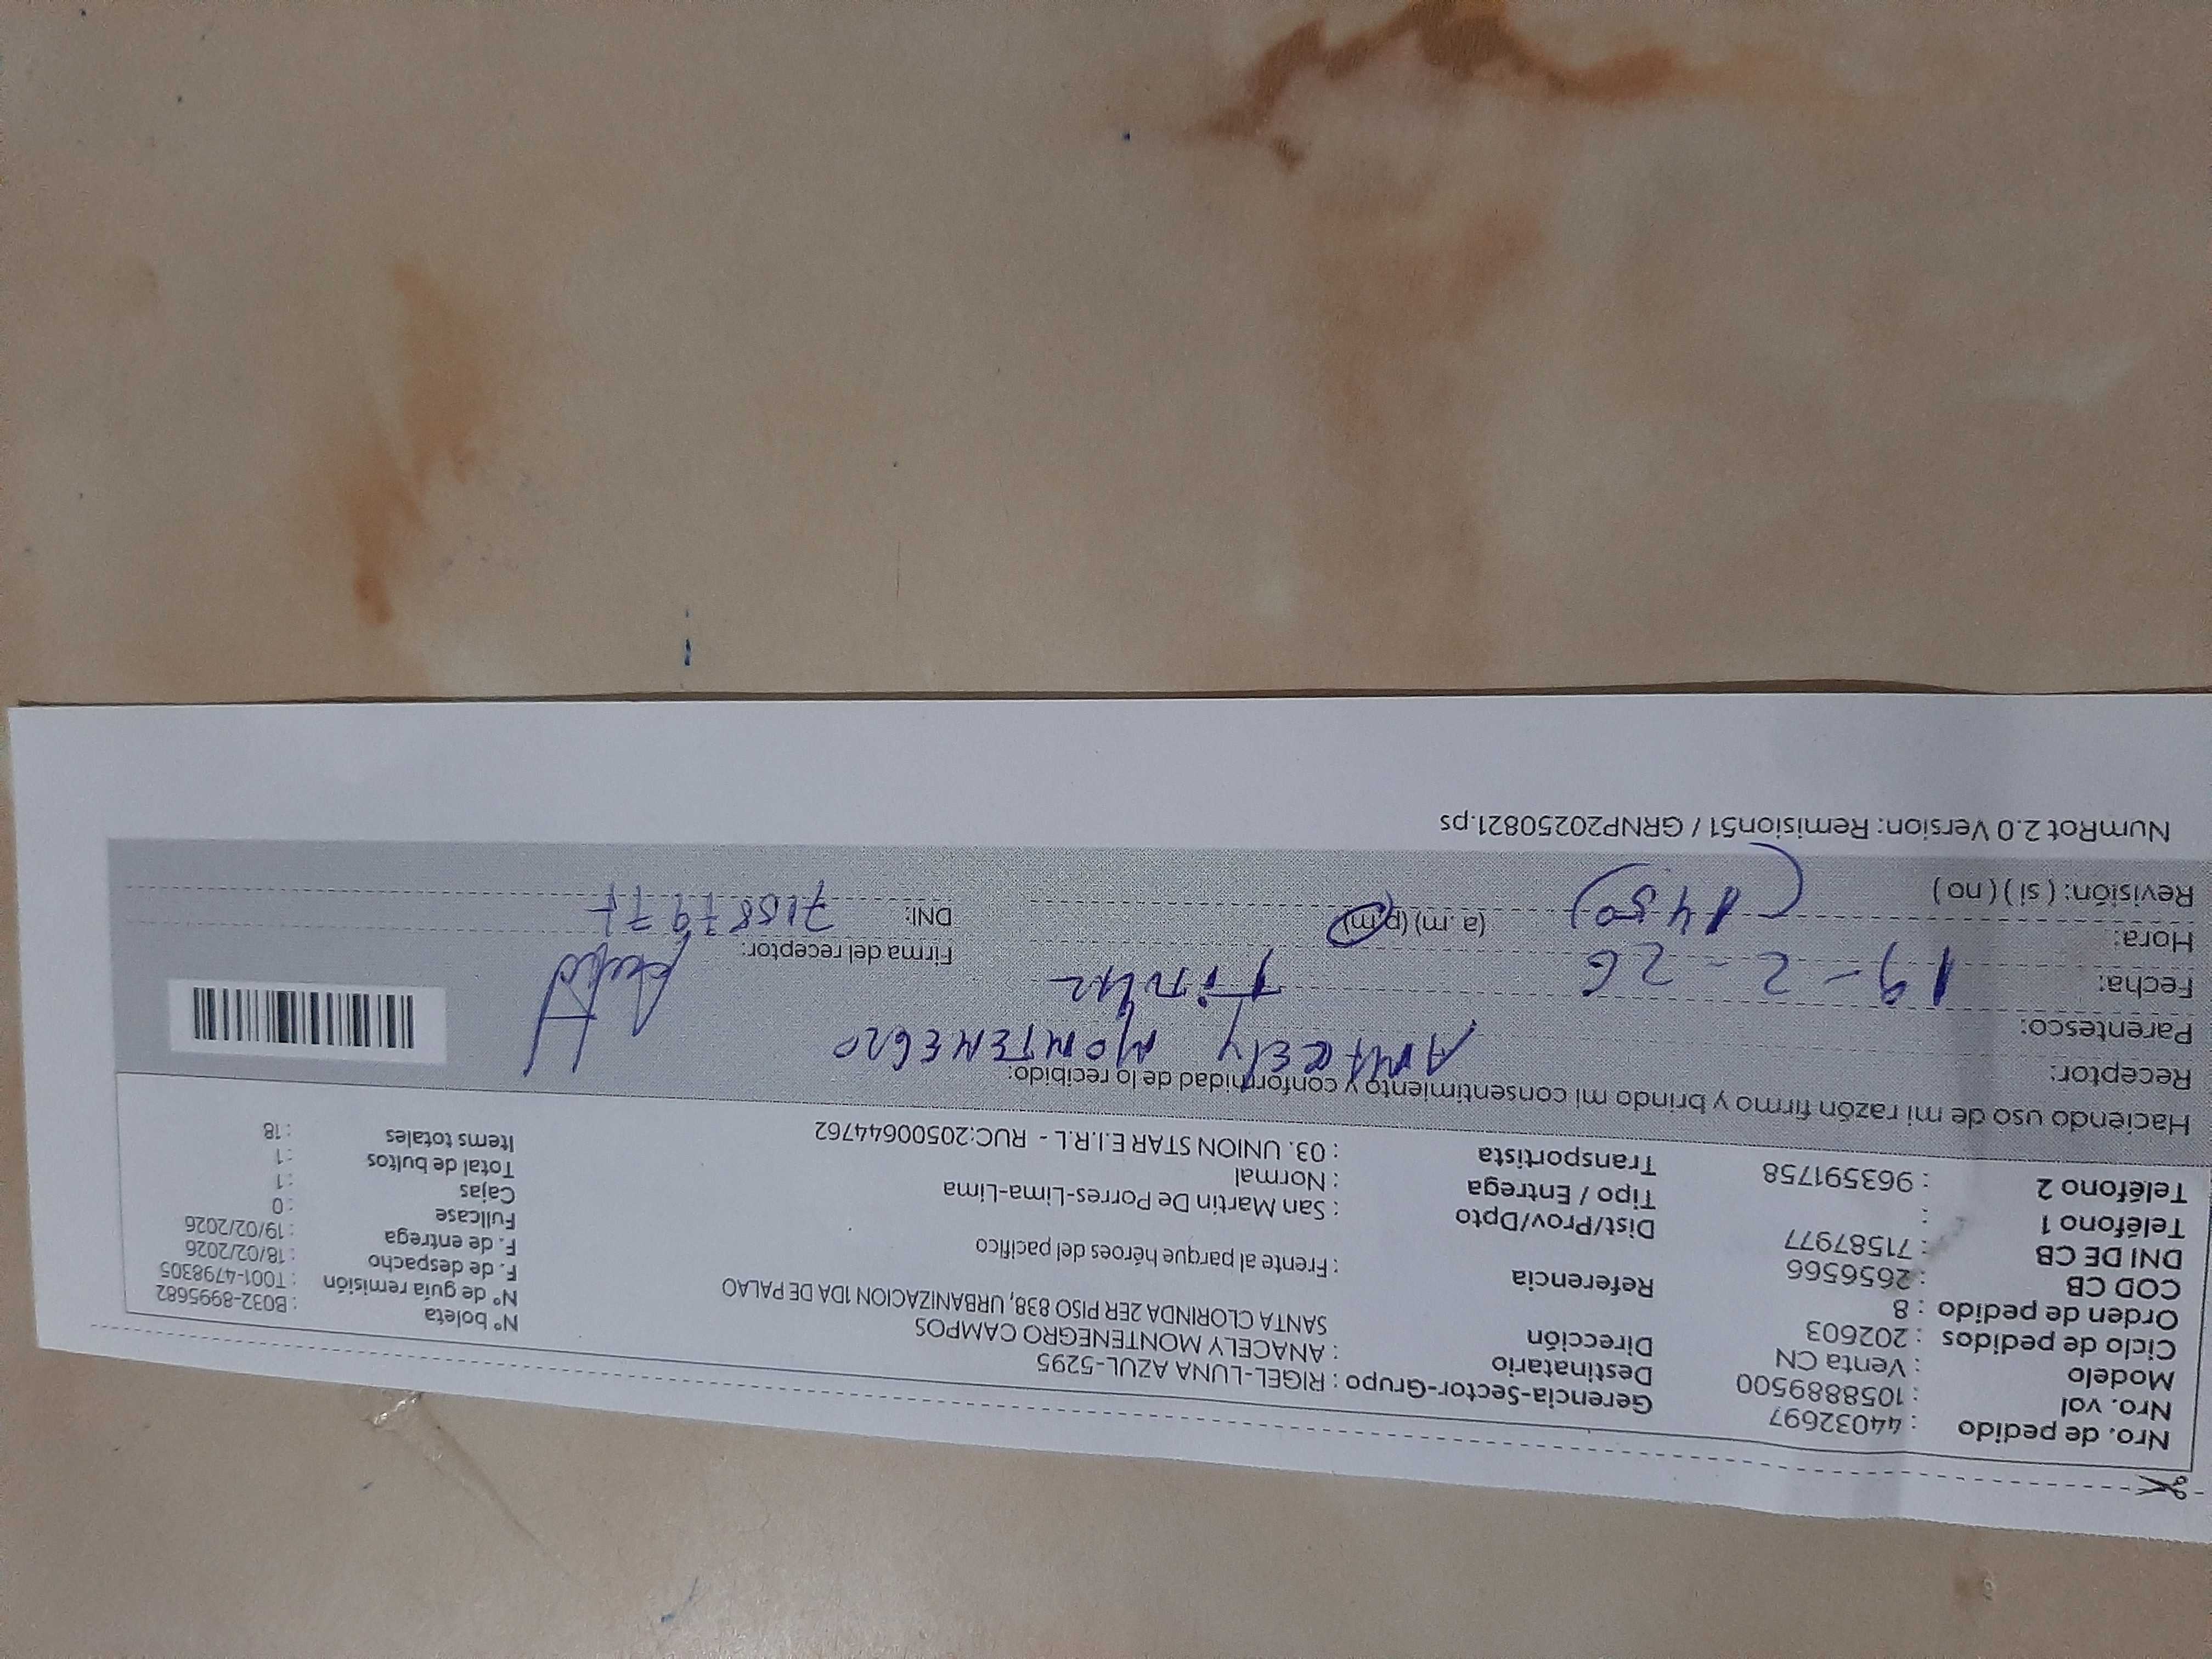 Nro. de pedido : 44032697
Nro. vol : 1058889500
Modelo : Venta CN
Ciclo de pedidos : 202603
Orden de pedido : 8
COD CB : 2656566
DNI DE CB : 71587977
Teléfono 1 :
Teléfono 2 : 963591758
Gerencia-Sector-Grupo : RIGEL-LUNA AZUL-5295
Destinatario : ANACELY MONTENEGRO CAMPOS
Dirección SANTA CLORINDA 2ER PISO 838, URBANIZACION 1DA DE PALAO
Referencia : Frente al parque héroes del pacífico
Dist/Prov/Dpto : San Martin De Porres-Lima-Lima
Tipo / Entrega : Normal
Transportista : 03. UNION STAR E.I.R.L - RUC:20500644762
N° boleta : B032-8995682
N° de guía remisión : T001-4798305
F. de despacho : 18/02/2026
F. de entrega : 19/02/2026
Fullcase : 0
Cajas : 1
Total de bultos : 1
Items totales : 18
Haciendo uso de mi razón firmo y brindo mi consentimiento y conformidad de lo recibido:
Receptor: ANACELY MONTENEGRO
Parentesco: Titular
Fecha: 19-2-26
Hora: (1450) (a.m) (p.m)
Revisión: ( si ) ( no )
Firma del receptor:
DNI: 71587977
NumRot 2.0 Version: Remision51 / GRNP20250821.ps